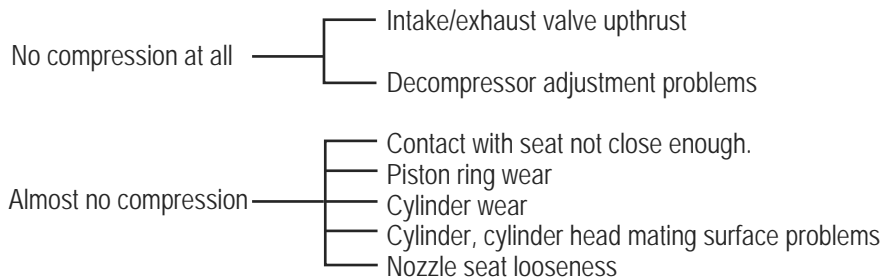 No compression at all
Intake/exhaust valve upthrust
Decompressor adjustment problems
Almost no compression
Contact with seat not close enough.
Piston ring wear
Cylinder wear
Cylinder, cylinder head mating surface problems
Nozzle seat looseness